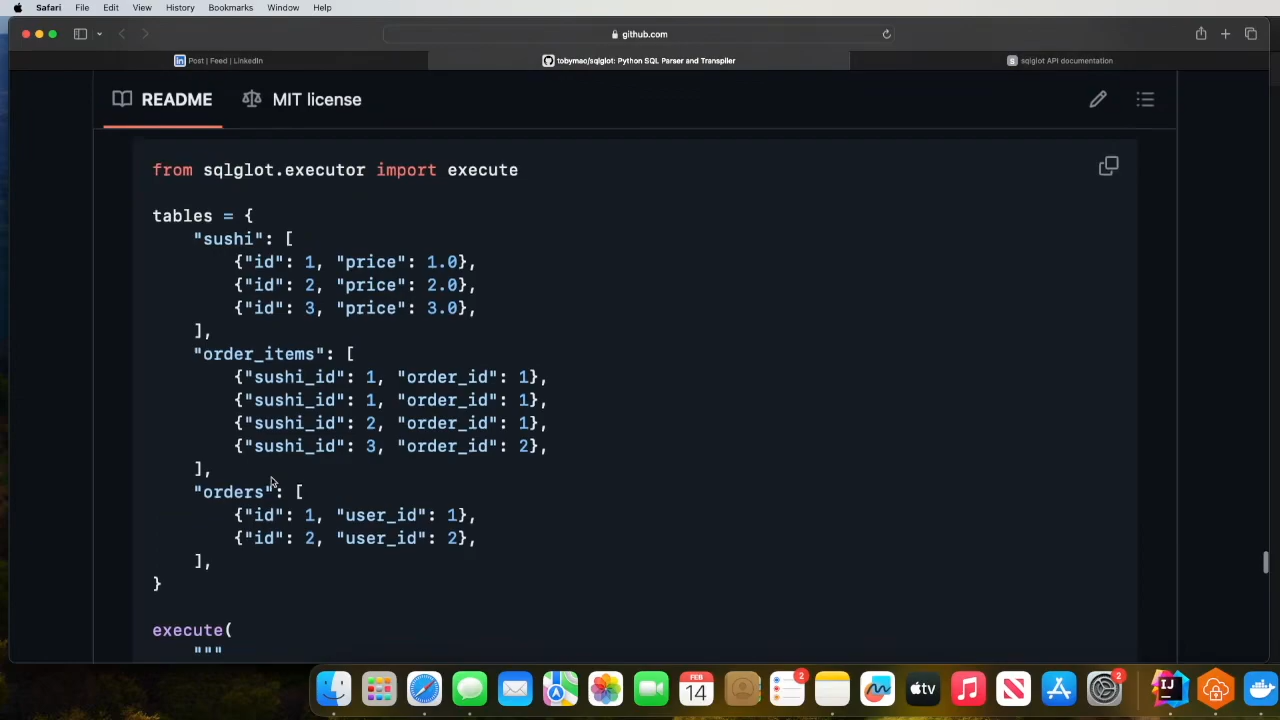 Safari File Edit View History Bookmarks Window Help
github.com
Post | Feed | LinkedIn
tobymao/sqlglot: Python SQL Parser and Transpiler
sqlglot API documentation
README
MIT license
from sqlglot.executor import execute
tables = {
"sushi": [
{"id": 1, "price": 1.0},
{"id": 2, "price": 2.0},
{"id": 3, "price": 3.0},
],
"order_items": [
{"sushi_id": 1, "order_id": 1},
{"sushi_id": 1, "order_id": 1},
{"sushi_id": 2, "order_id": 1},
{"sushi_id": 3, "order_id": 2},
],
"orders": [
{"id": 1, "user_id": 1},
{"id": 2, "user_id": 2},
],
}
execute(
"""
FEB
14
2
tv
2
IJ